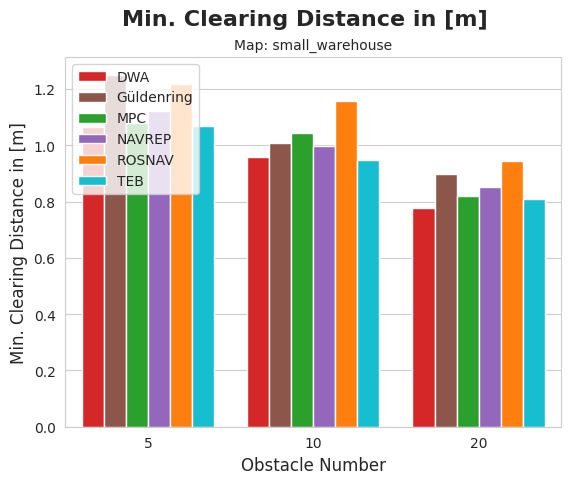 Min. Clearing Distance in [m]
Map: small_warehouse
DWA
Güldenring
MPC
NAVREP
ROSNAV
TEB
Min. Clearing Distance in [m]
1.2
1.0
0.8
0.6
0.4
0.2
0.0
5 10 20
Obstacle Number